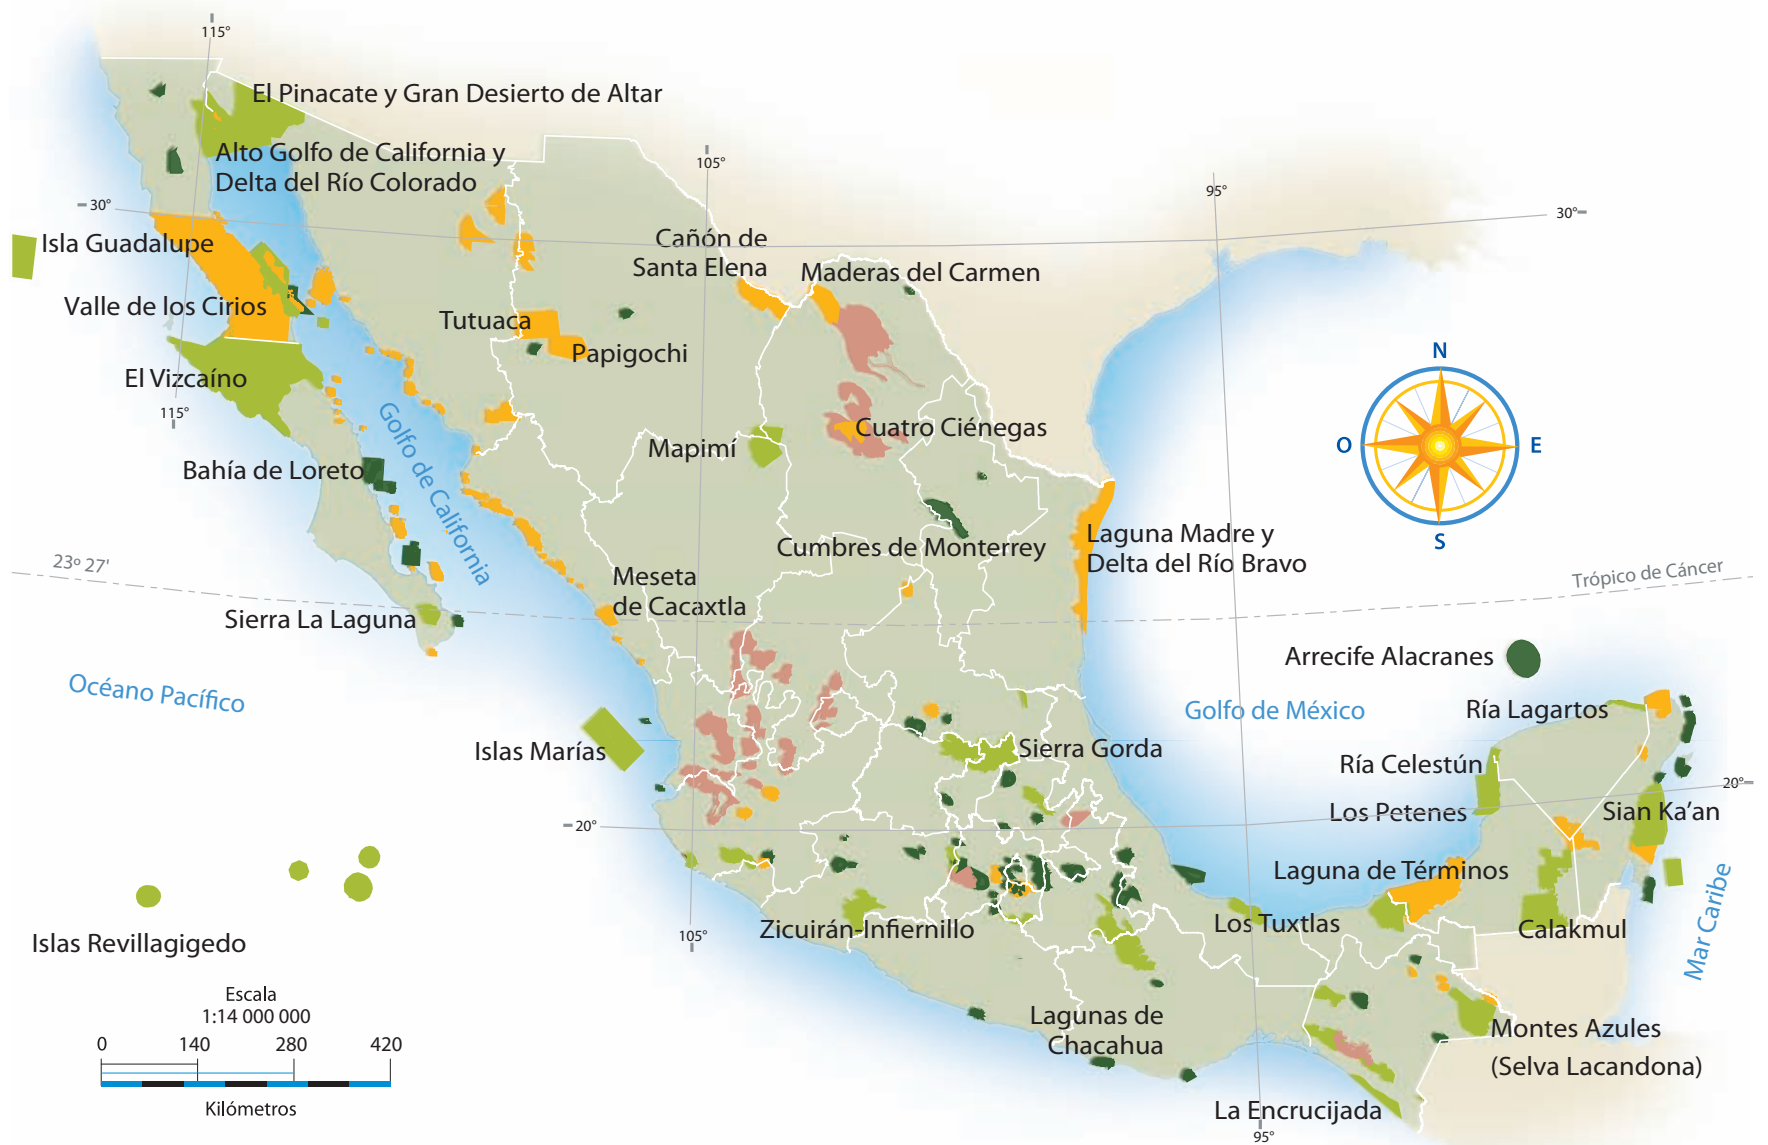 115°
El Pinacate y Gran Desierto de Altar
Alto Golfo de California y
Delta del Río Colorado
105°
95°
30°
30°
Isla Guadalupe
Cañón de
Santa Elena
Maderas del Carmen
Valle de los Cirios
Tutuaca
Papigochi
N
O
E
S
El Vizcaíno
115°
Golfo de California
Mapimí
Cuatro Ciénegas
Bahía de Loreto
Cumbres de Monterrey
Laguna Madre y
Delta del Río Bravo
23º 27'
Trópico de Cáncer
Meseta
de Cacaxtla
Sierra La Laguna
Arrecife Alacranes
Océano Pacífico
Golfo de México
Ría Lagartos
Islas Marías
Sierra Gorda
Ría Celestún
20°
Los Petenes
Sian Ka'an
20°
Laguna de Términos
Mar Caribe
Islas Revillagigedo
105°
Zicuirán-Infiernillo
Los Tuxtlas
Calakmul
Escala
1:14 000 000
0 140 280 420
Kilómetros
Lagunas de
Chacahua
Montes Azules
(Selva Lacandona)
La Encrucijada
95°